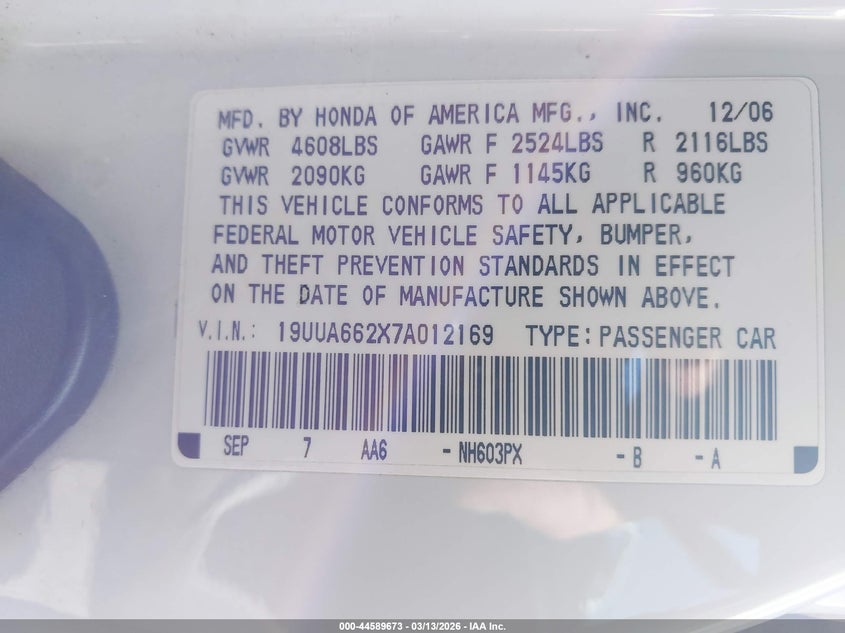 MFD. BY HONDA OF AMERICA MFG., INC. 12/06
GVWR 4608LBS GAWR F 2524LBS R 2116LBS
GVWR 2090KG GAWR F 1145KG R 960KG
THIS VEHICLE CONFORMS TO ALL APPLICABLE
FEDERAL MOTOR VEHICLE SAFETY, BUMPER,
AND THEFT PREVENTION STANDARDS IN EFFECT
ON THE DATE OF MANUFACTURE SHOWN ABOVE.
V.I.N.: 19UUA662X7A012169 TYPE: PASSENGER CAR
SEP 7 AA6 - NH603PX - B - A
000-44589673 - 03/13/2026 - IAA Inc.